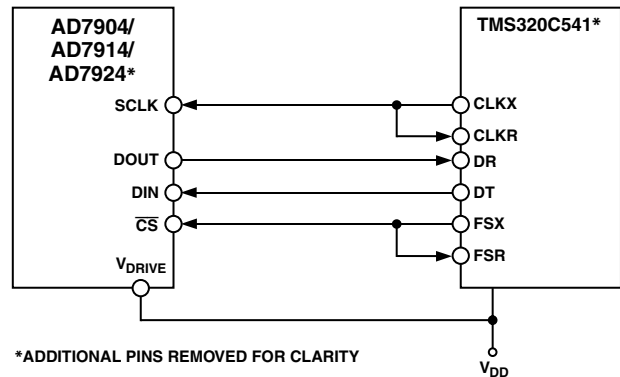 AD7904/
AD7914/
AD7924*
TMS320C541*
SCLK
CLKX
CLKR
DOUT
DR
DIN
DT
CS
FSX
FSR
VDRIVE
*ADDITIONAL PINS REMOVED FOR CLARITY
VDD